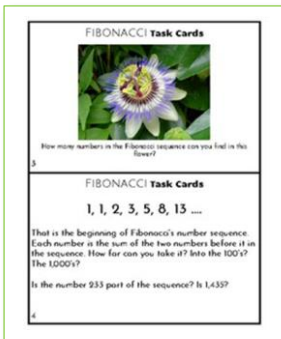 FIBONACCI Task Cards
How many numbers in the Fibonacci sequence can you find in this
flower?
3
FIBONACCI Task Cards
1, 1, 2, 3, 5, 8, 13 ....
That is the beginning of Fibonacci's number sequence.
Each number is the sum of the two numbers before it in
the sequence. How far can you take it? Into the 100's?
The 1,000's?
Is the number 233 part of the sequence? Is 1,435?
4